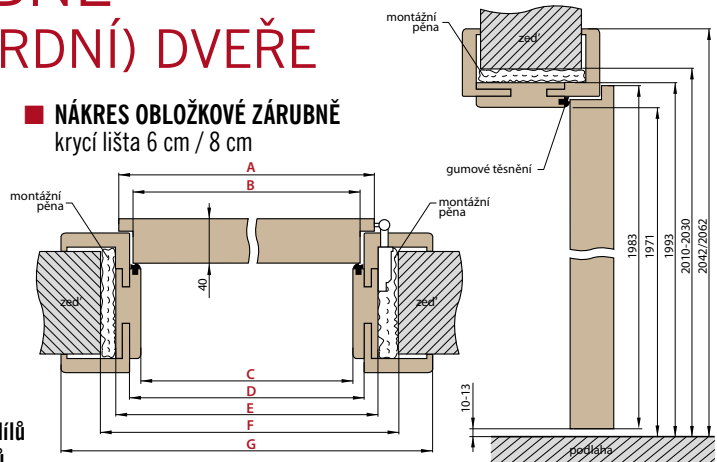 RDNÍ) DVEŘE
NÁKRES OBLOŽKOVÉ ZÁRUBNĚ
krycí lišta 6 cm / 8 cm
A
B
montážní
pěna
montážní
pěna
zeď
zeď
40
C
D
E
F
G
montážní
pěna
zeď
gumové těsnění
1983
1971
1993
2010-2030
2042/2062
10-13
podlaha